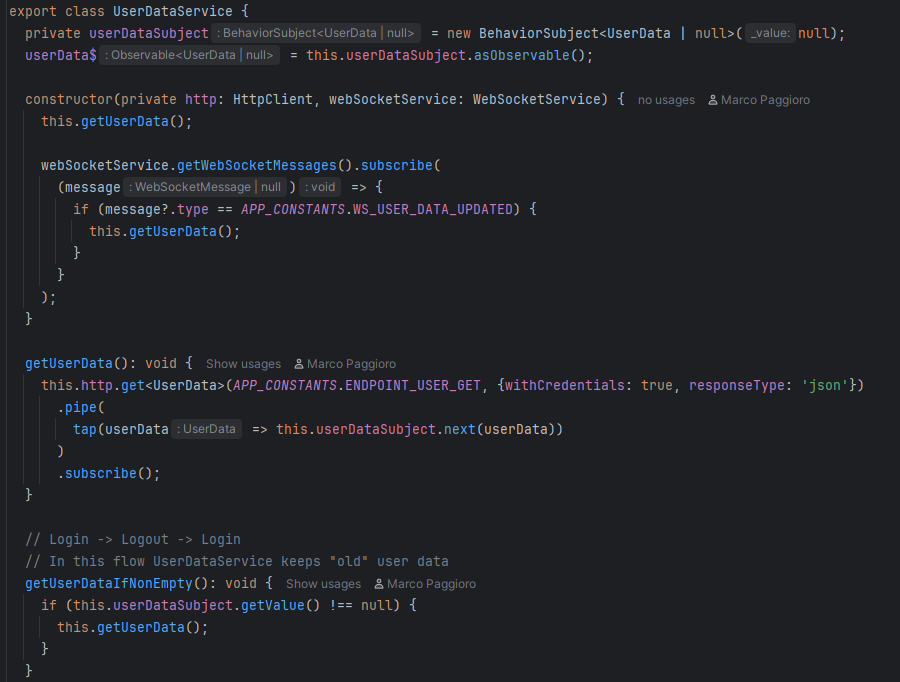 export class UserDataService {
private userDataSubject : BehaviorSubject<UserData | null> = new BehaviorSubject<UserData | null>( _value: null);
userData$ : Observable<UserData | null> = this.userDataSubject.asObservable();
constructor(private http: HttpClient, webSocketService: WebSocketService) { no usages Marco Paggioro
this.getUserData();
webSocketService.getWebSocketMessages().subscribe(
(message : WebSocketMessage | null ) : void => {
if (message?.type == APP_CONSTANTS.WS_USER_DATA_UPDATED) {
this.getUserData();
}
}
);
}
getUserData(): void { Show usages Marco Paggioro
this.http.get<UserData>(APP_CONSTANTS.ENDPOINT_USER_GET, {withCredentials: true, responseType: 'json'})
.pipe(
tap(userData : UserData => this.userDataSubject.next(userData))
)
.subscribe();
}
// Login -> Logout -> Login
// In this flow UserDataService keeps "old" user data
getUserDataIfNonEmpty(): void { Show usages Marco Paggioro
if (this.userDataSubject.getValue() !== null) {
this.getUserData();
}
}